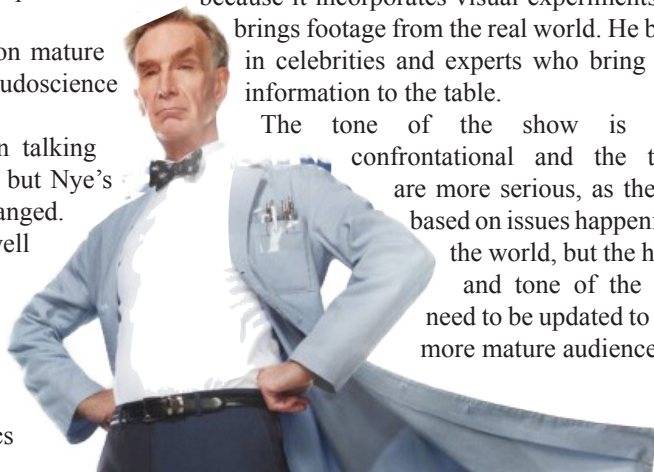 on mature
udoscience
talking
but Nye's
anged.
vell
es
because it incorporates visual experiments
brings footage from the real world. He b
in celebrities and experts who bring
information to the table.
The tone of the show is
confrontational and the t
are more serious, as the
based on issues happeni
the world, but the h
and tone of the
need to be updated to
more mature audience